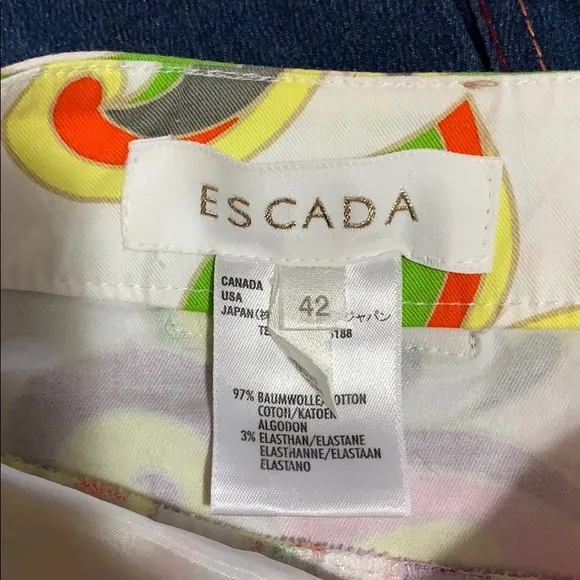 ESCADA
CANADA
USA
42
JAPAN ジャパン
188
97% BAUMWOLLE/COTTON
COTON/KATOEN
ALGODON
3% ELASTHAN/ELASTANE
ELASTHANNE/ELASTAAN
ELASTANO